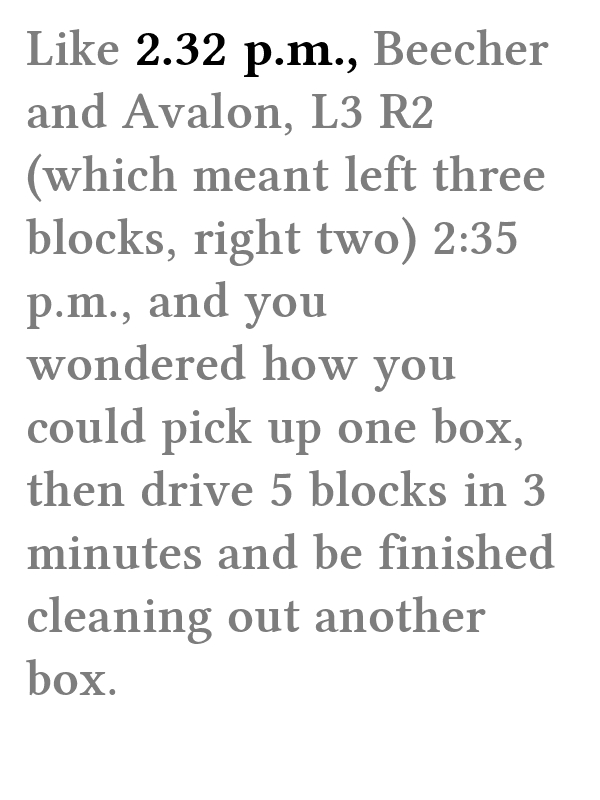 Like 2.32 p.m., Beecher
and Avalon, L3 R2
(which meant left three
blocks, right two) 2:35
p.m., and you
wondered how you
could pick up one box,
then drive 5 blocks in 3
minutes and be finished
cleaning out another
box.